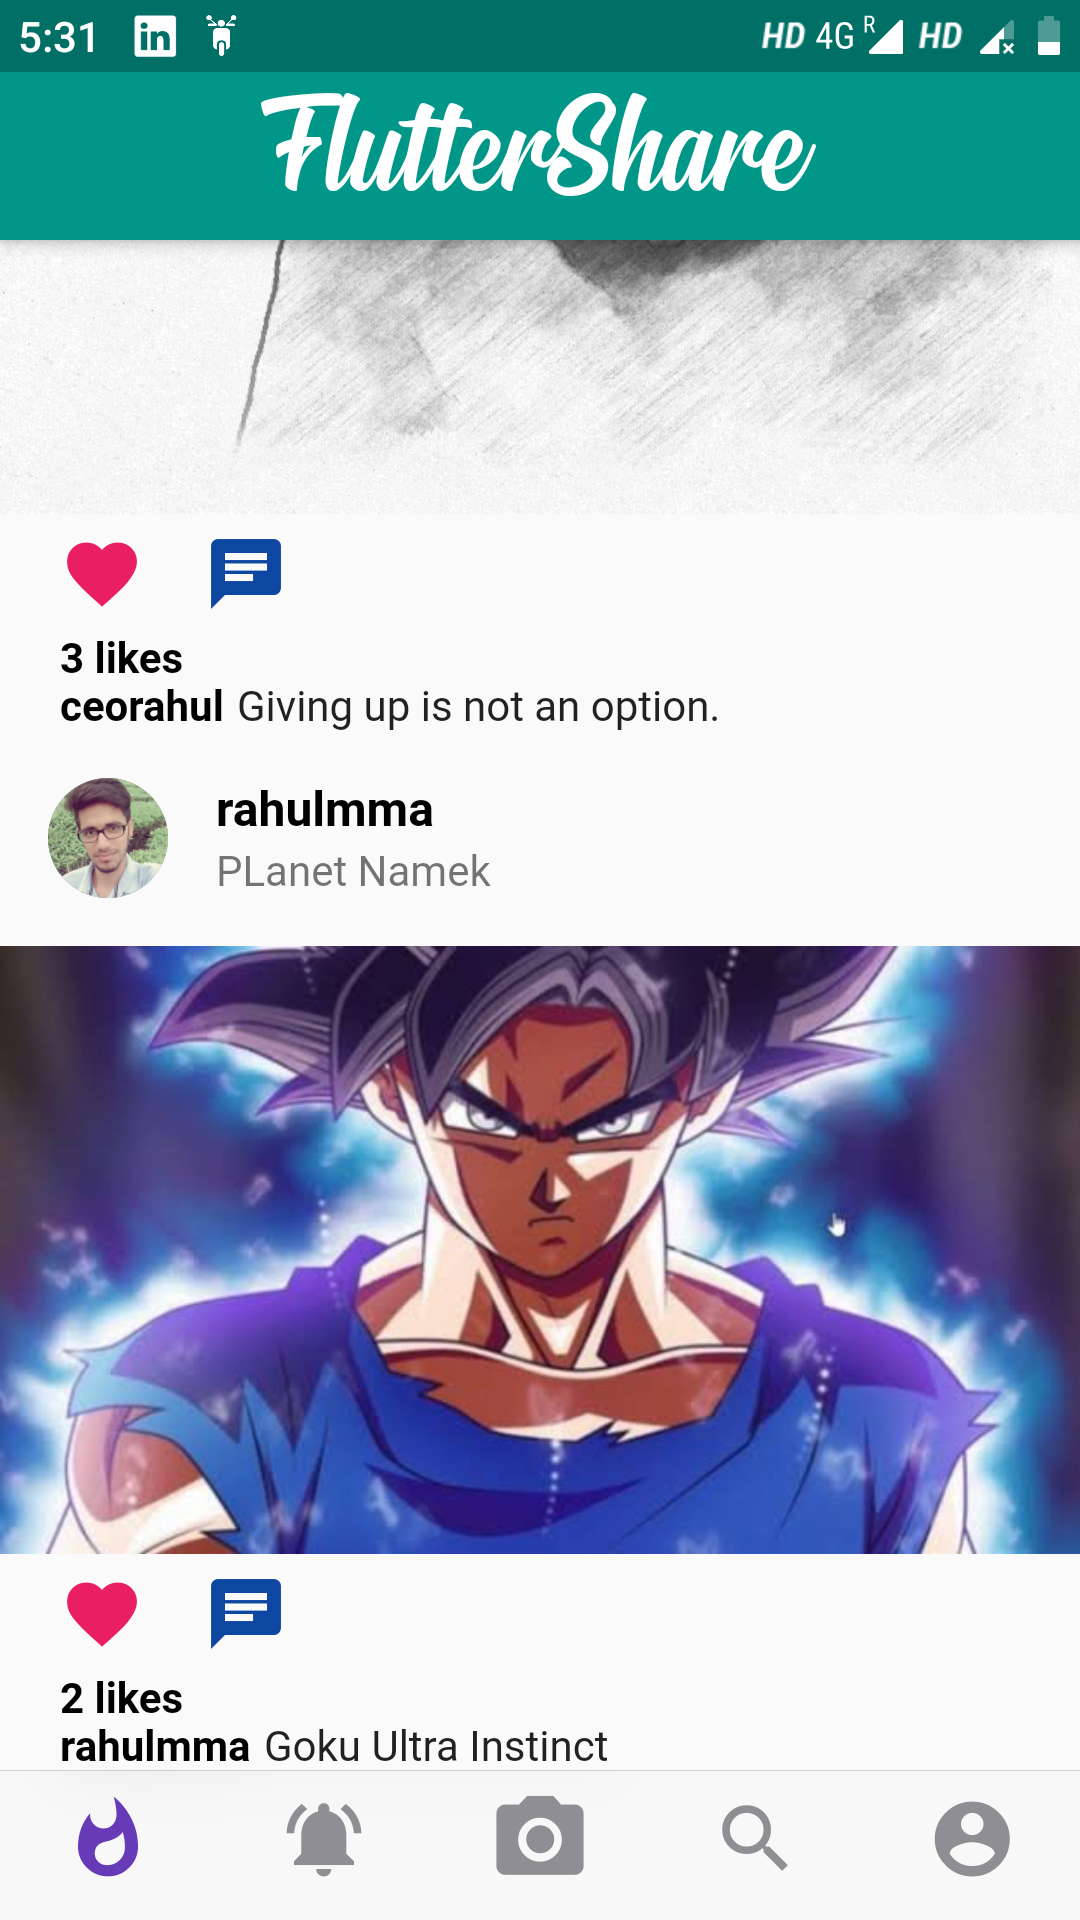 5:31 in HD 4G R HD
FlutterShare
3 likes
ceorahul Giving up is not an option.
rahulmma
PLanet Namek
2 likes
rahulmma Goku Ultra Instinct